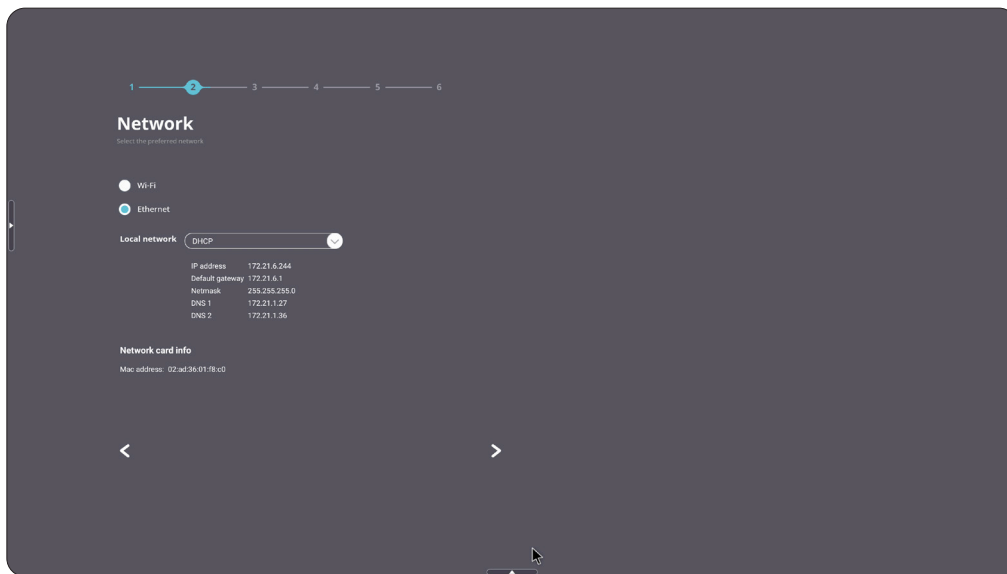 1 2 3 4 5 6
Network
Select the preferred network
Wi-Fi
Ethernet
Local network DHCP
IP address 172.21.6.244
Default gateway 172.21.6.1
Netmask 255.255.255.0
DNS 1 172.21.1.27
DNS 2 172.21.1.36
Network card info
Mac address: 02:ad:36:01:f8:c0